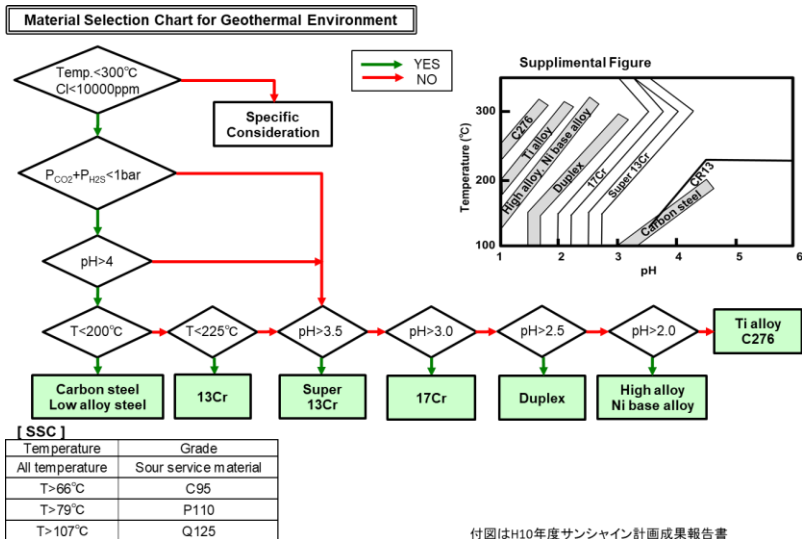 Material Selection Chart for Geothermal Environment
Temp.<300℃
Cl<10000ppm
YES
NO
Specific
Consideration
P_CO2+P_H2S<1bar
pH>4
T<200℃
T<225℃
pH>3.5
pH>3.0
pH>2.5
pH>2.0
Ti alloy
C276
Carbon steel
Low alloy steel
13Cr
Super
13Cr
17Cr
Duplex
High alloy
Ni base alloy
Supplimental Figure
Temperature (℃)
300
200
100
C276
Ti alloy
High alloy, Ni base alloy
Duplex
17Cr
Super 13Cr
CR13
Carbon steel
1 2 3 4 5 6
pH
[ SSC ]
Temperature Grade
All temperature Sour service material
T>66℃ C95
T>79℃ P110
T>107℃ Q125
付図はH10年度サンシャイン計画成果報告書